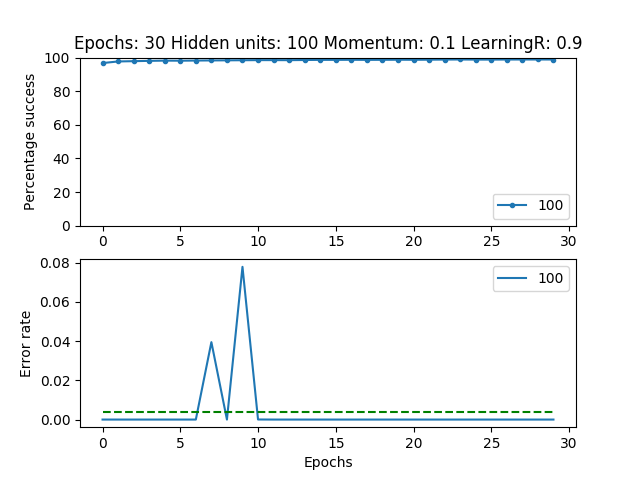 Epochs: 30 Hidden units: 100 Momentum: 0.1 LearningR: 0.9
100
80
60
40
20
0
Percentage success
100
0 5 10 15 20 25 30
0.08
0.06
0.04
0.02
0.00
Error rate
100
0 5 10 15 20 25 30
Epochs